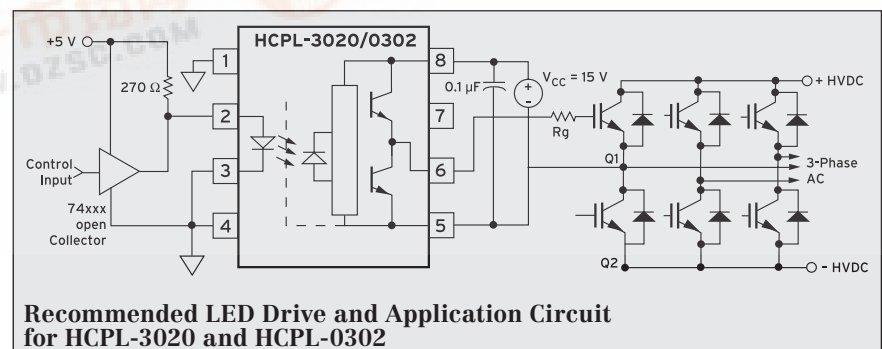 HCPL-3020/0302
+5 V
270 Ω
1
2
3
4
8
7
6
5
0.1 µF
VCC = 15 V
+
-
Rg
+ HVDC
Q1
3-Phase
AC
Q2
- HVDC
Control
Input
74xxx
open
Collector
Recommended LED Drive and Application Circuit
for HCPL-3020 and HCPL-0302